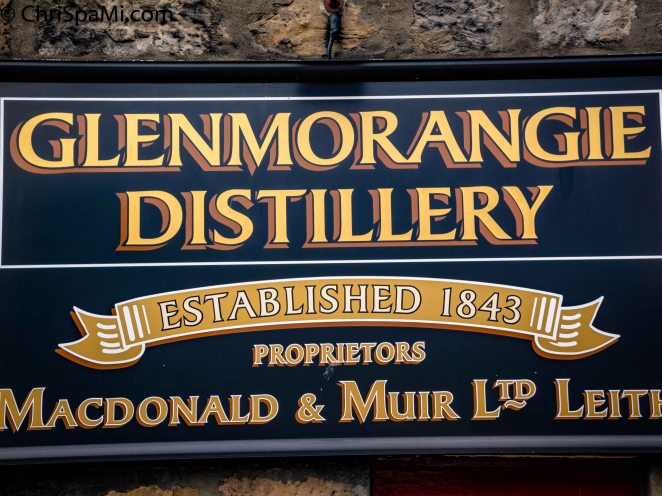 © ChriSpaMi.com
GLENMORANGIE
DISTILLERY
ESTABLISHED 1843
PROPRIETORS
MACDONALD & MUIR LTD LEITH